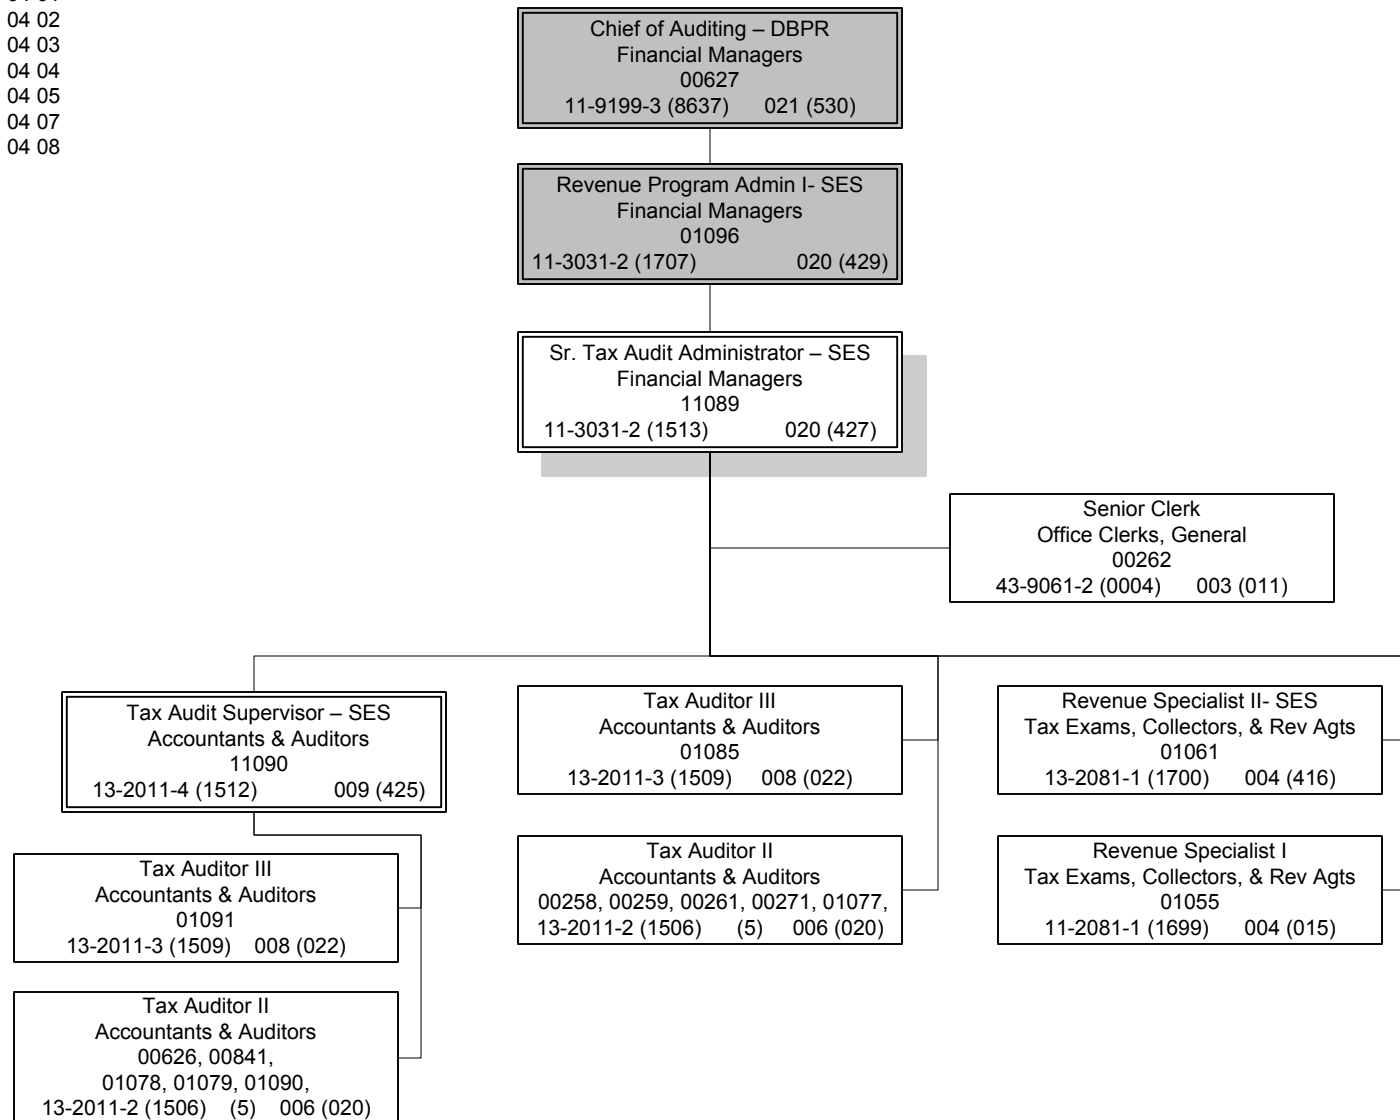 04 02
04 03
04 04
04 05
04 07
04 08
Chief of Auditing – DBPR
Financial Managers
00627
11-9199-3 (8637) 021 (530)
Revenue Program Admin I- SES
Financial Managers
01096
11-3031-2 (1707) 020 (429)
Sr. Tax Audit Administrator – SES
Financial Managers
11089
11-3031-2 (1513) 020 (427)
Senior Clerk
Office Clerks, General
00262
43-9061-2 (0004) 003 (011)
Tax Audit Supervisor – SES
Accountants & Auditors
11090
13-2011-4 (1512) 009 (425)
Tax Auditor III
Accountants & Auditors
01091
13-2011-3 (1509) 008 (022)
Tax Auditor II
Accountants & Auditors
00626, 00841,
01078, 01079, 01090,
13-2011-2 (1506) (5) 006 (020)
Tax Auditor III
Accountants & Auditors
01085
13-2011-3 (1509) 008 (022)
Tax Auditor II
Accountants & Auditors
00258, 00259, 00261, 00271, 01077,
13-2011-2 (1506) (5) 006 (020)
Revenue Specialist II- SES
Tax Exams, Collectors, & Rev Agts
01061
13-2081-1 (1700) 004 (416)
Revenue Specialist I
Tax Exams, Collectors, & Rev Agts
01055
11-2081-1 (1699) 004 (015)